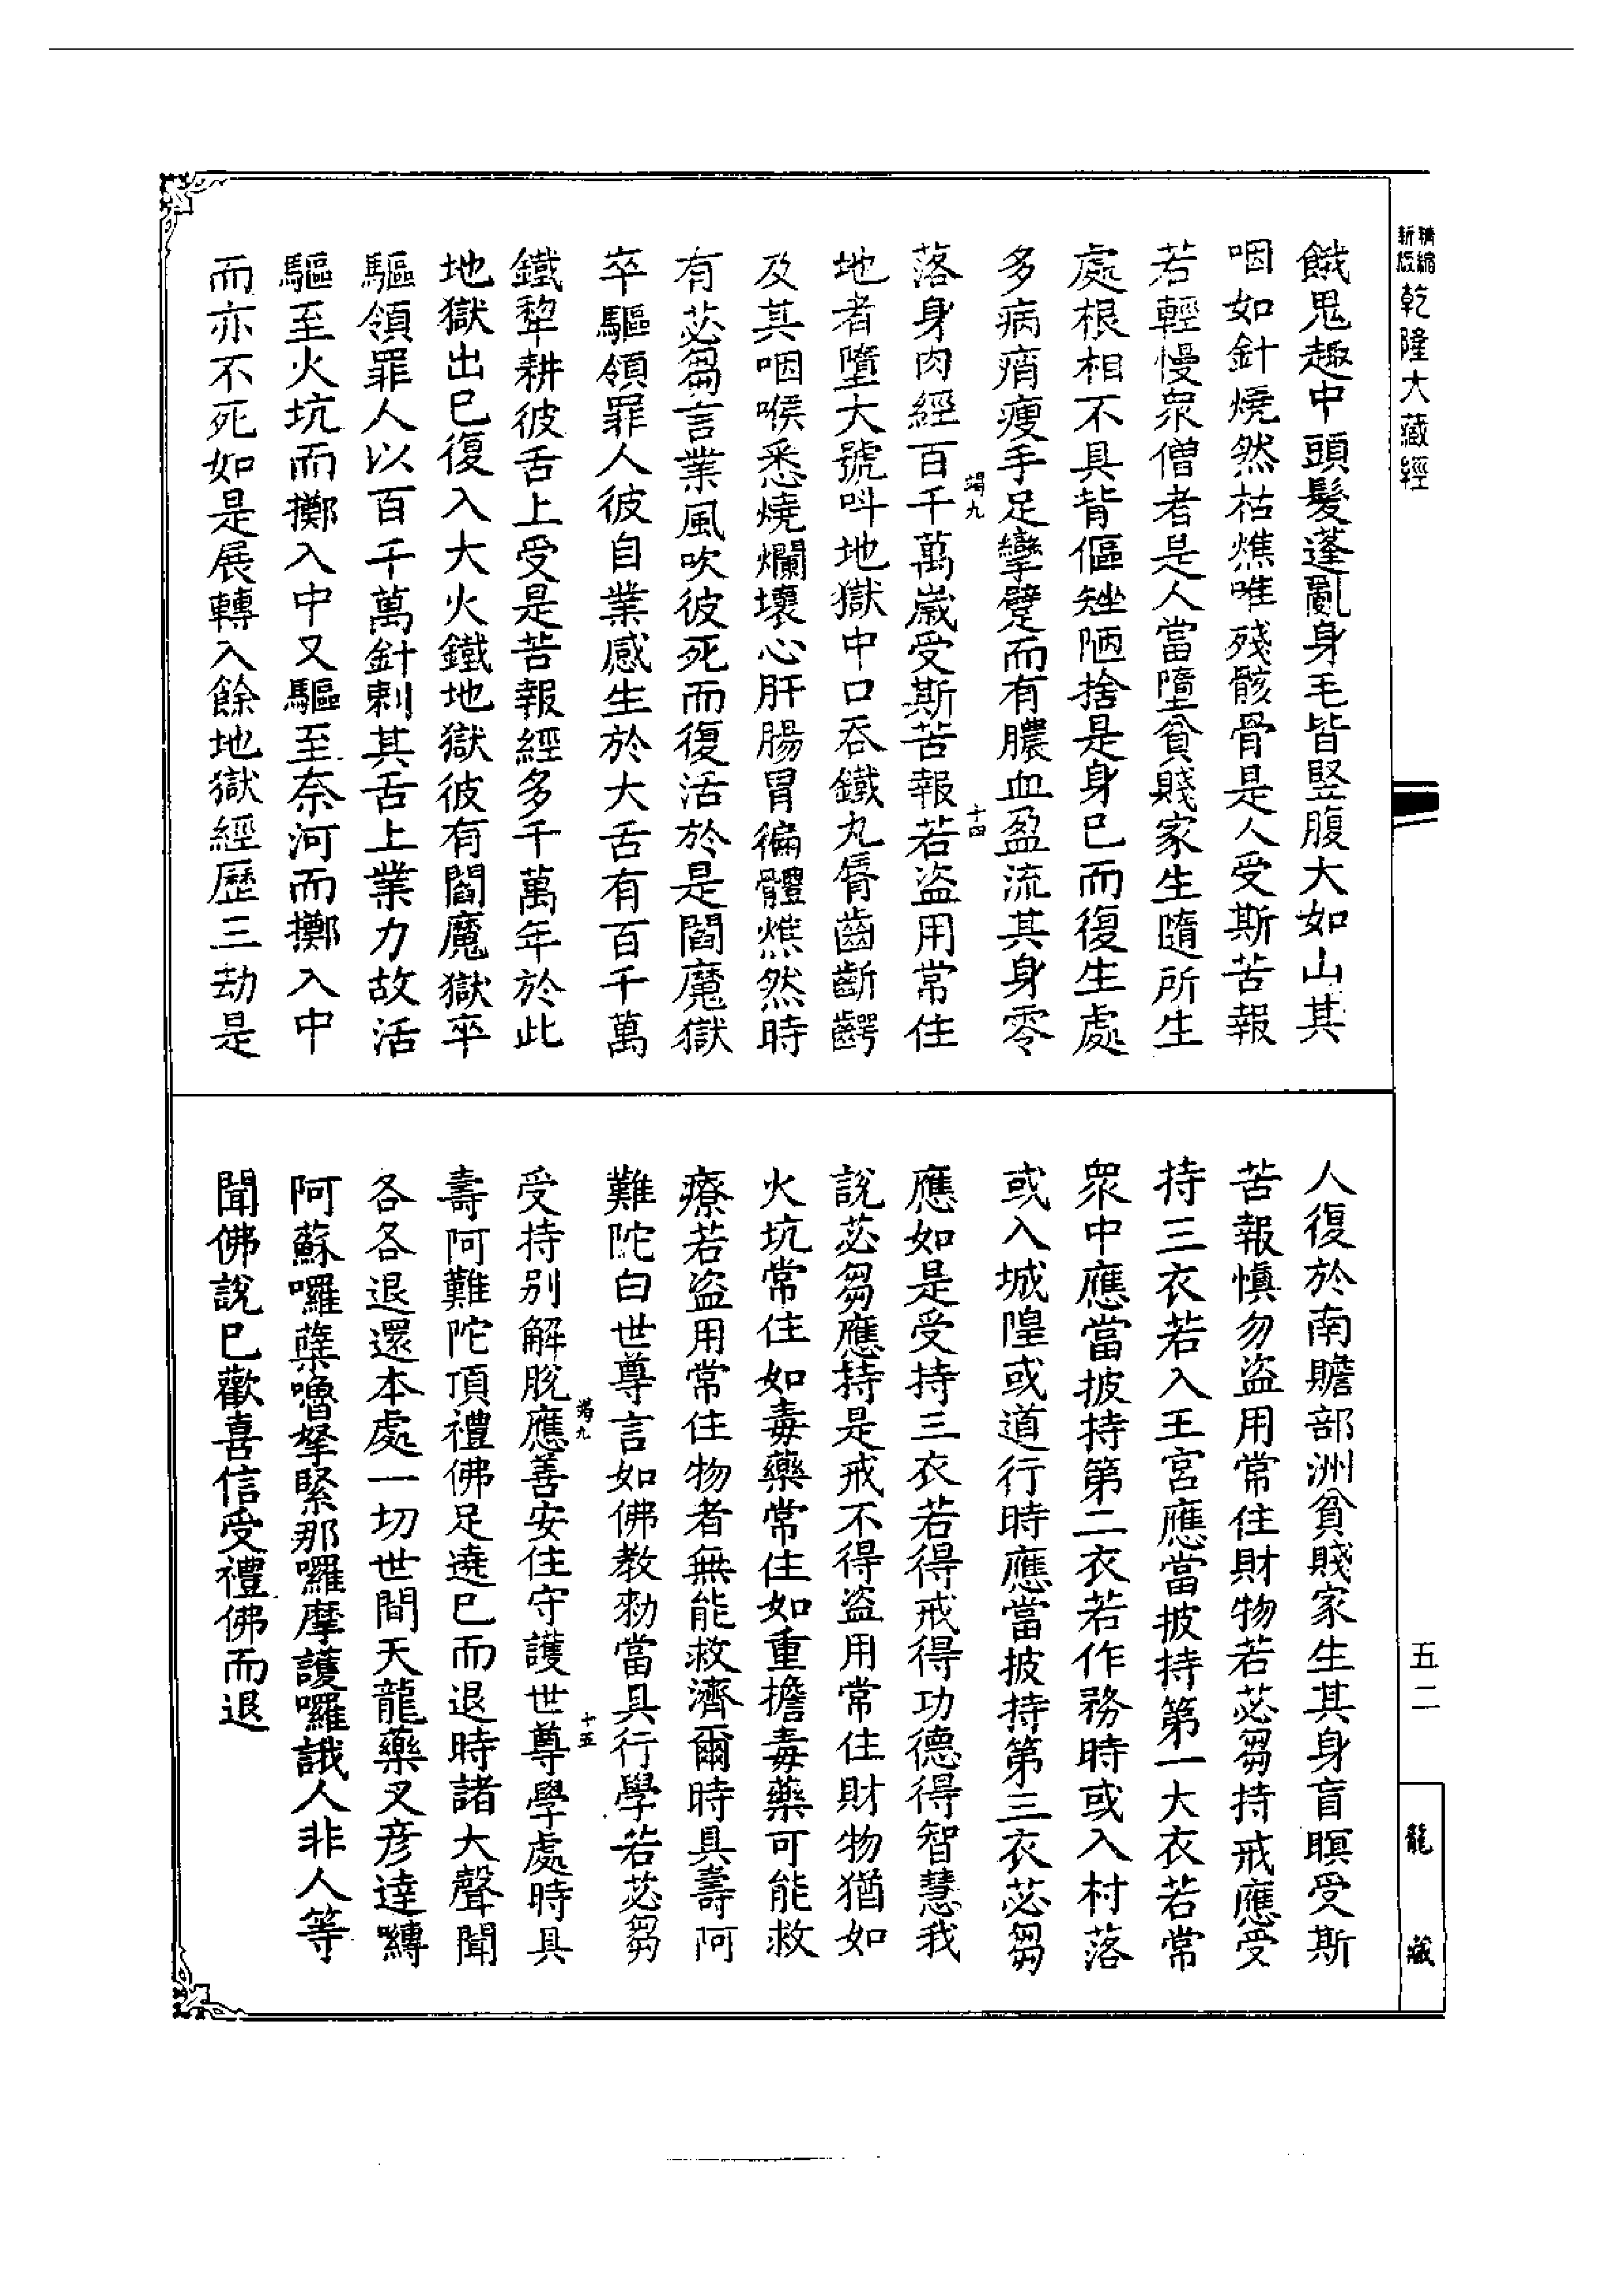 精縮新版乾隆大藏經
五二
龍藏
餓鬼趣中頭髮蓬亂身毛皆竪腹大如山其
咽如針燒然枯燋唯殘骸骨是人受斯苦報
若輕慢衆僧者是人當墮貧賤家生隨所生
處根相不具背傴矬陋捨是身已而復生處
多病痟瘦手足攣躄而有膿血盈流其身零
落身肉經百千萬歲受斯苦報若盜用常住
竭九
十四
地者墮大號呌地獄中口吞鐵丸脣齒齗齶
及其咽喉悉燒爛壞心肝腸胃徧體燋然時
有苾芻言業風吹彼死而復活於是閻魔獄
卒驅領罪人彼自業感生於大舌有百千萬
鐵犂耕彼舌上受是苦報經多千萬年於此
地獄出已復入大火鐵地獄彼有閻魔獄卒
驅領罪人以百千萬針刺其舌上業力故活
驅至火坑而擲入中又驅至奈河而擲入中
而亦不死如是展轉入餘地獄經歷三劫是
人復於南贍部洲貧賤家生其身盲瞑受斯
苦報愼勿盜用常住財物若苾芻持戒應受
持三衣若入王宮應當披持第一大衣若常
衆中應當披持第二衣若作務時或入村落
或入城隍或道行時應當披持第三衣苾芻
應如是受持三衣若得戒得功德得智慧我
說苾芻應持是戒不得盜用常住財物猶如
火坑常住如毒藥常住如重擔毒藥可能救
療若盜用常住物者無能救濟爾時具壽阿
難陀白世尊言如佛教勑當具行學若苾芻
受持別解脫應善安住守護世尊學處時具
竭九
十五
壽阿難陀頂禮佛足遶已而退時諸大聲聞
各各退還本處一切世間天龍藥叉彥達嚩
阿蘇囉蘖嚕拏緊那囉摩護囉誐人非人等
聞佛說已歡喜信受禮佛而退